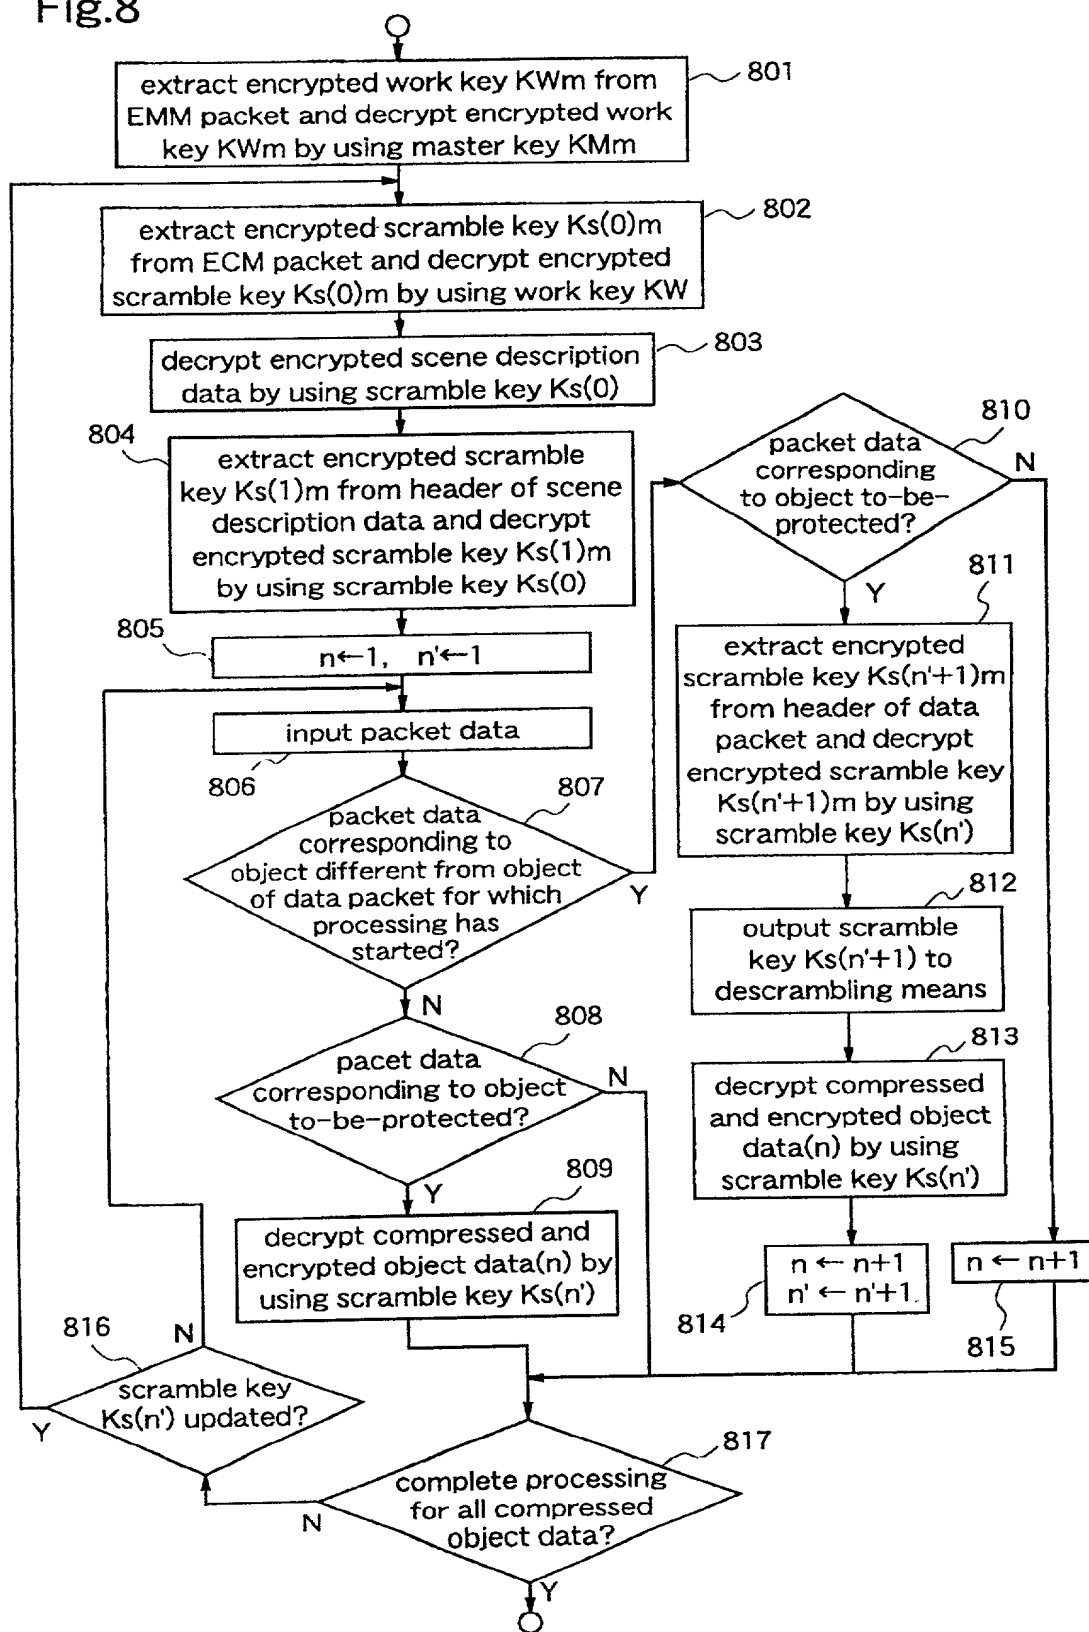 Fig.8
extract encrypted work key KWm from
EMM packet and decrypt encrypted work
key KWm by using master key KMm
801
extract encrypted scramble key Ks(0)m
from ECM packet and decrypt encrypted
scramble key Ks(0)m by using work key KW
802
decrypt encrypted scene description
data by using scramble key Ks(0)
803
804
extract encrypted scramble
key Ks(1)m from header of scene
description data and decrypt
encrypted scramble key Ks(1)m
by using scramble key Ks(0)
805
n←1, n'←1
input packet data
806
807
packet data
corresponding to
object different from object
of data packet for which
processing has
started?
Y
N
808
pacet data
corresponding to object
to-be-protected?
N
Y
809
decrypt compressed and
encrypted object data(n) by
using scramble key Ks(n')
810
packet data
corresponding
to object to-be-
protected?
N
Y
811
extract encrypted
scramble key Ks(n'+1)m
from header of data
packet and decrypt
encrypted scramble key
Ks(n'+1)m by using
scramble key Ks(n')
812
output scramble
key Ks(n'+1) to
descrambling means
813
decrypt compressed
and encrypted object
data(n) by using
scramble key Ks(n')
n ← n+1
n' ← n'+1
814
n ← n+1
815
816
N
scramble key
Ks(n') updated?
Y
817
complete processing
for all compressed
object data?
N
Y